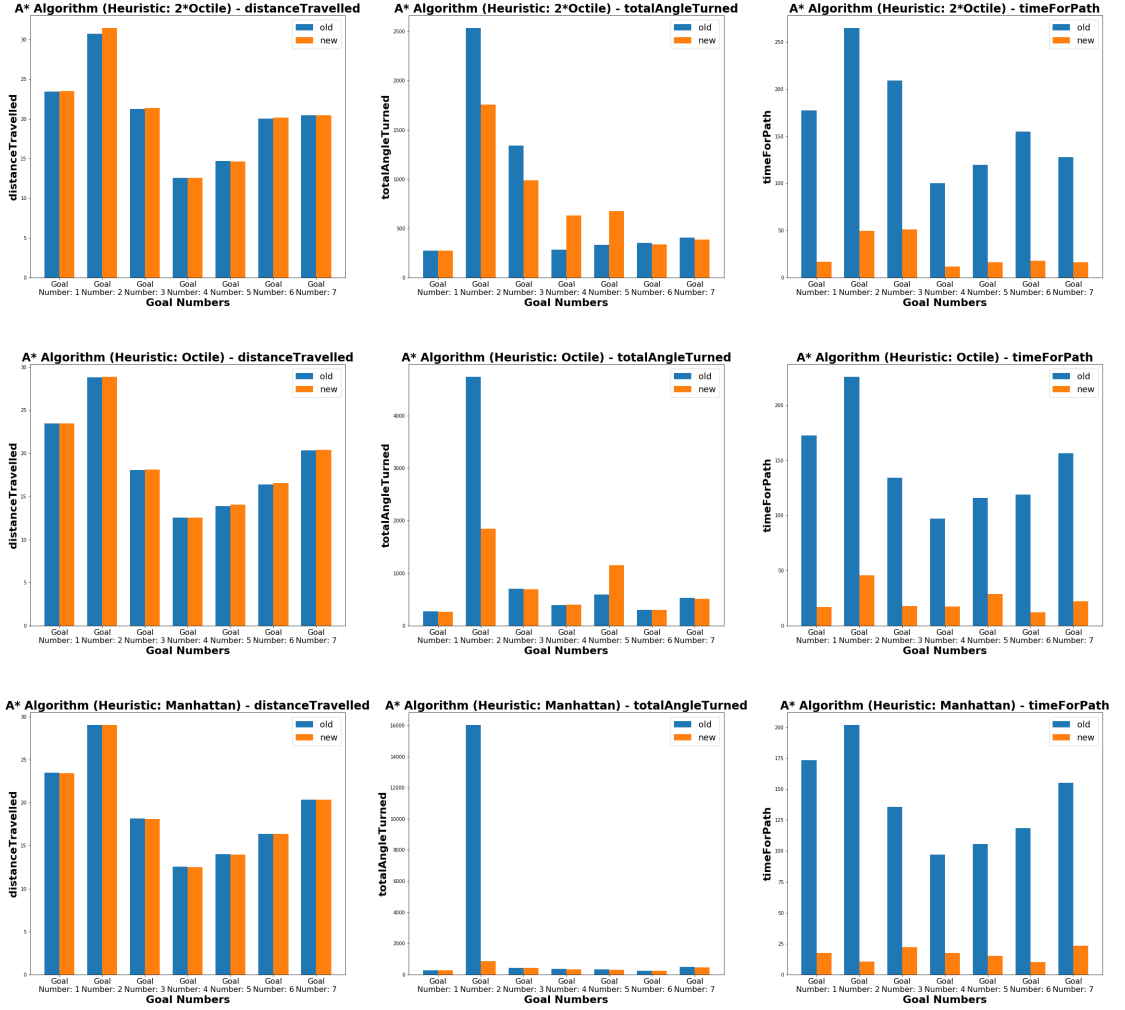 A* Algorithm (Heuristic: 2*Octile) - distanceTravelled
old
new
30
25
20
15
10
5
0
distanceTravelled
Goal Goal Goal Goal Goal Goal Goal
Number: 1 Number: 2 Number: 3 Number: 4 Number: 5 Number: 6 Number: 7
Goal Numbers
A* Algorithm (Heuristic: 2*Octile) - totalAngleTurned
old
new
2500
2000
1500
1000
500
0
totalAngleTurned
Goal Goal Goal Goal Goal Goal Goal
Number: 1 Number: 2 Number: 3 Number: 4 Number: 5 Number: 6 Number: 7
Goal Numbers
A* Algorithm (Heuristic: 2*Octile) - timeForPath
old
new
250
200
150
100
50
0
timeForPath
Goal Goal Goal Goal Goal Goal Goal
Number: 1 Number: 2 Number: 3 Number: 4 Number: 5 Number: 6 Number: 7
Goal Numbers
A* Algorithm (Heuristic: Octile) - distanceTravelled
old
new
30
25
20
15
10
5
0
distanceTravelled
Goal Goal Goal Goal Goal Goal Goal
Number: 1 Number: 2 Number: 3 Number: 4 Number: 5 Number: 6 Number: 7
Goal Numbers
A* Algorithm (Heuristic: Octile) - totalAngleTurned
old
new
4000
3000
2000
1000
0
totalAngleTurned
Goal Goal Goal Goal Goal Goal Goal
Number: 1 Number: 2 Number: 3 Number: 4 Number: 5 Number: 6 Number: 7
Goal Numbers
A* Algorithm (Heuristic: Octile) - timeForPath
old
new
200
150
100
50
0
timeForPath
Goal Goal Goal Goal Goal Goal Goal
Number: 1 Number: 2 Number: 3 Number: 4 Number: 5 Number: 6 Number: 7
Goal Numbers
A* Algorithm (Heuristic: Manhattan) - distanceTravelled
old
new
30
25
20
15
10
5
0
distanceTravelled
Goal Goal Goal Goal Goal Goal Goal
Number: 1 Number: 2 Number: 3 Number: 4 Number: 5 Number: 6 Number: 7
Goal Numbers
A* Algorithm (Heuristic: Manhattan) - totalAngleTurned
old
new
16000
14000
12000
10000
8000
6000
4000
2000
0
totalAngleTurned
Goal Goal Goal Goal Goal Goal Goal
Number: 1 Number: 2 Number: 3 Number: 4 Number: 5 Number: 6 Number: 7
Goal Numbers
A* Algorithm (Heuristic: Manhattan) - timeForPath
old
new
200
175
150
125
100
75
50
25
0
timeForPath
Goal Goal Goal Goal Goal Goal Goal
Number: 1 Number: 2 Number: 3 Number: 4 Number: 5 Number: 6 Number: 7
Goal Numbers